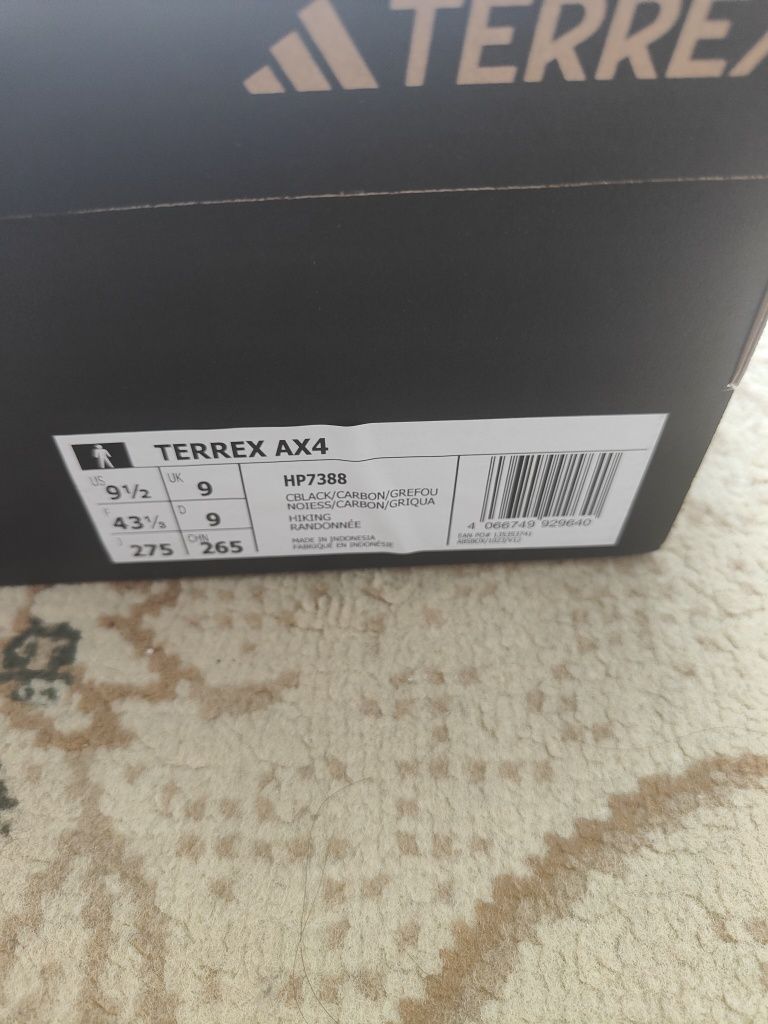 TERREX
TERREX AX4
US 9½ UK 9
F 43⅓ D 9
J 275 CHN 265
HP7388
CBLACK/CARBON/GREFOU
NOIESS/CARBON/GRIQUA
HIKING
RANDONNÉE
MADE IN INDONESIA
FABRIQUÉ EN INDONÉSIE
4 066749 929640